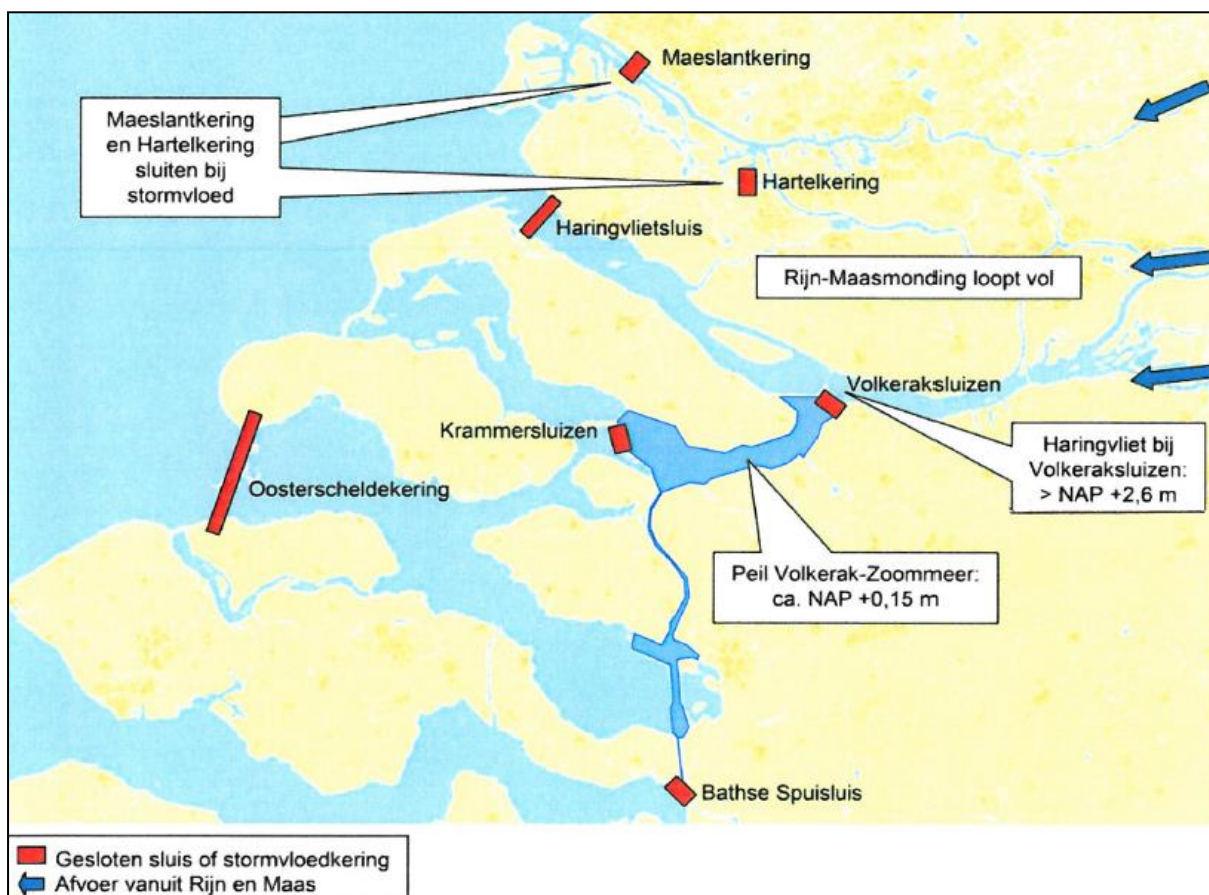 Maeslantkering
Maeslantkering
en Hartelkering
sluiten bij
stormvloed
Hartelkering
Haringvlietsluis
Rijn-Maasmonding loopt vol
Volkeraksluizen
Krammersluizen
Haringvliet bij
Volkeraksluizen:
> NAP +2,6 m
Oosterscheldekering
Peil Volkerak-Zoommeer:
ca. NAP +0,15 m
Bathse Spuisluis
Gesloten sluis of stormvloedkering
Afvoer vanuit Rijn en Maas